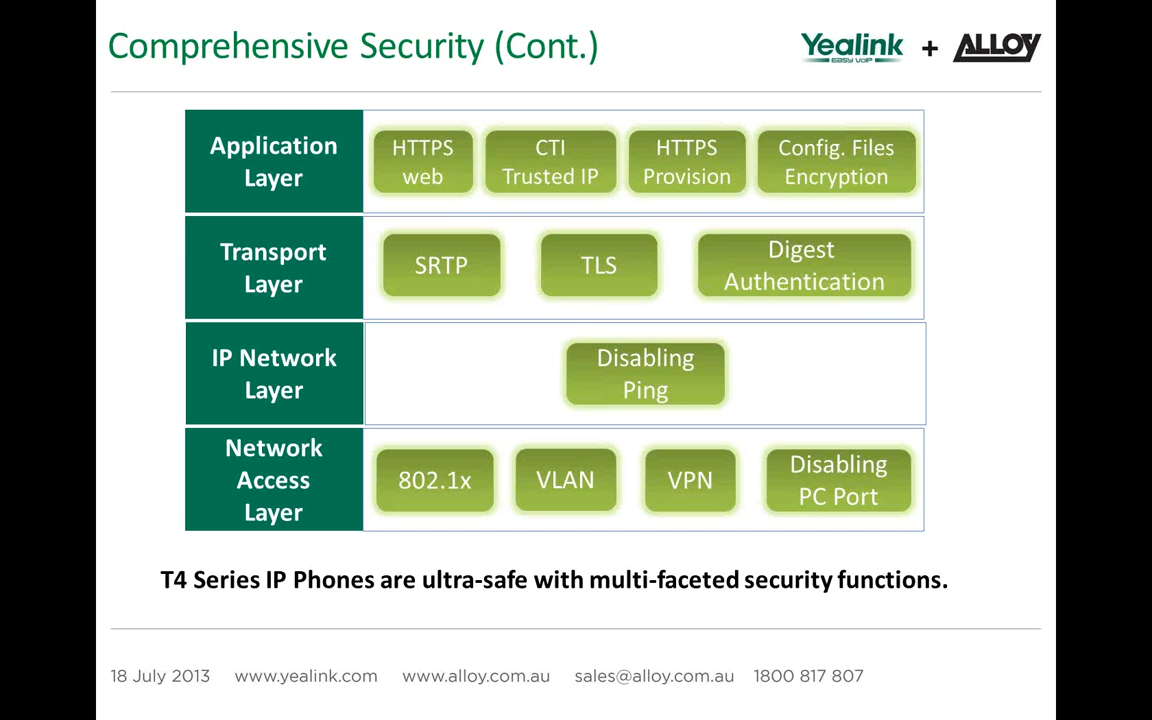 Comprehensive Security (Cont.)
Yealink
EASY VOIP
+
ALLOY
Application
Layer
HTTPS
web
CTI
Trusted IP
HTTPS
Provision
Config. Files
Encryption
Transport
Layer
SRTP
TLS
Digest
Authentication
IP Network
Layer
Disabling
Ping
Network
Access
Layer
802.1x
VLAN
VPN
Disabling
PC Port
T4 Series IP Phones are ultra-safe with multi-faceted security functions.
18 July 2013 www.yealink.com www.alloy.com.au sales@alloy.com.au 1800 817 807